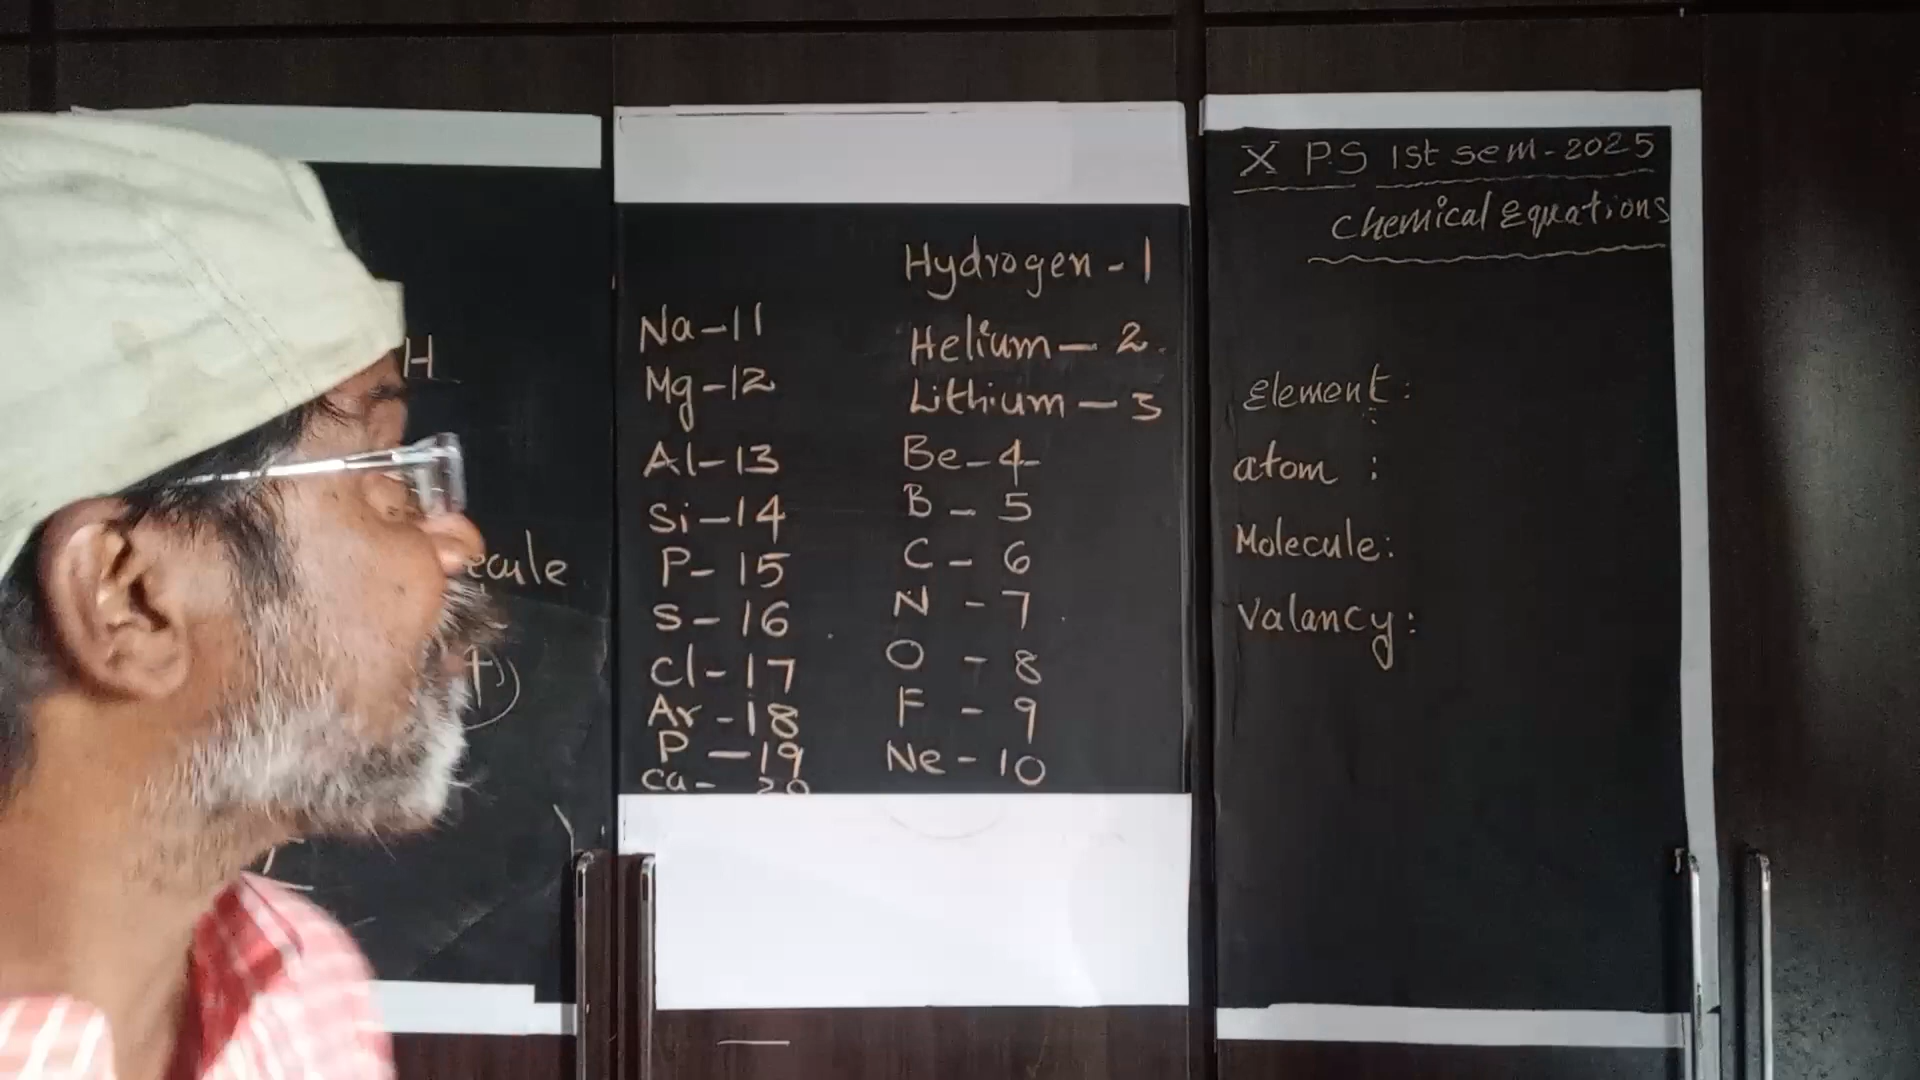 H
Na-11
Mg-12
Al-13
Si-14
P-15
S-16
Cl-17
Ar-18
P-19
Ca-20
Hydrogen-1
Helium-2
Lithium-3
Be-4
B-5
C-6
N-7
O-8
F-9
Ne-10
X P.S 1st sem-2025
Chemical Equations
Element:
atom:
Molecule:
Valancy: